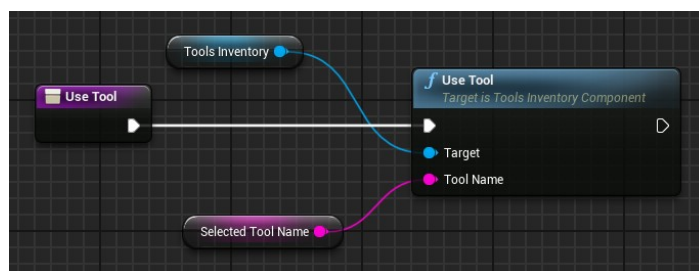 Tools Inventory
Use Tool
Use Tool
Target is Tools Inventory Component
Target
Tool Name
Selected Tool Name